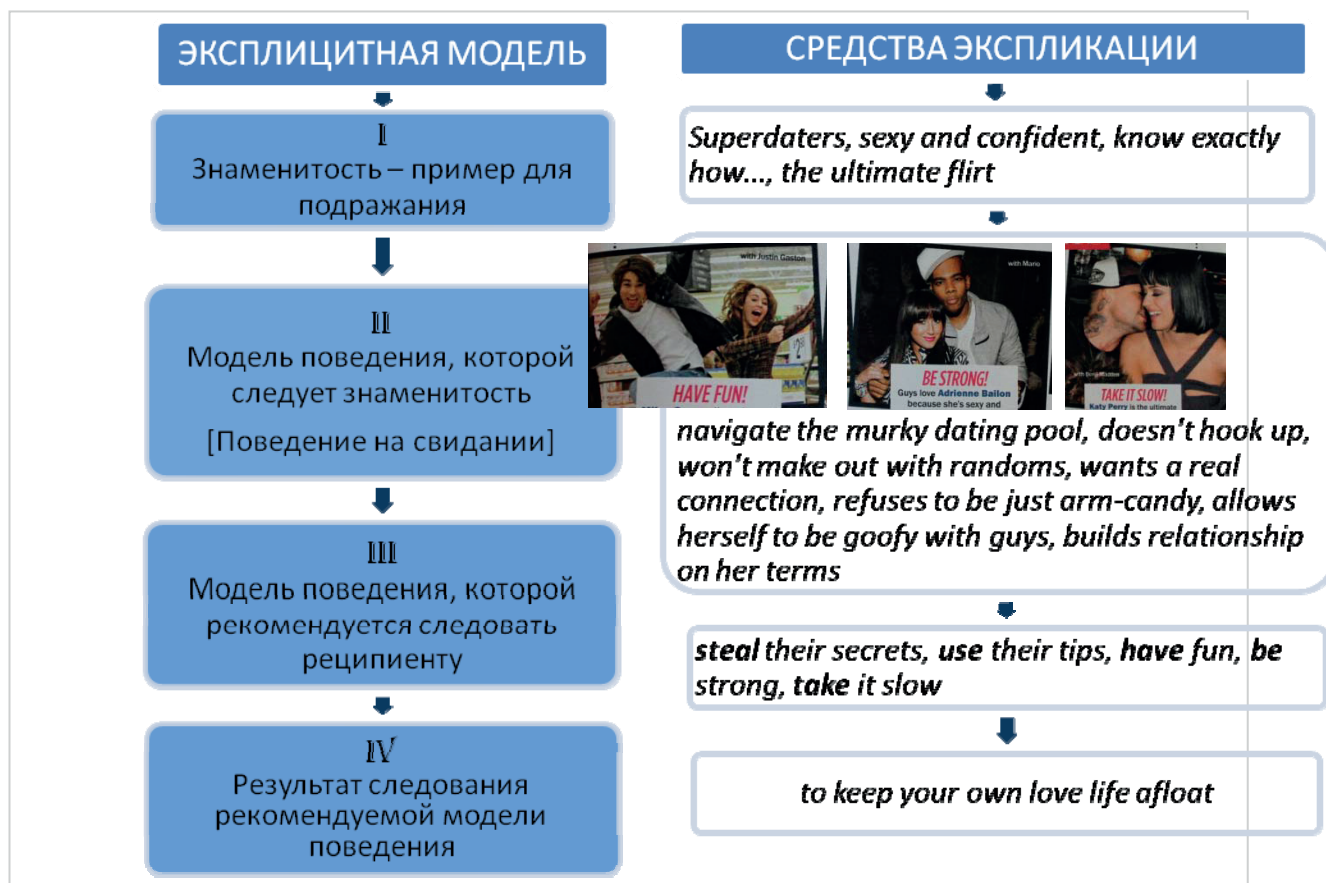 ЭКСПЛИЦИТНАЯ МОДЕЛЬ
I
Знаменитость – пример для
подражания
II
Модель поведения, которой
следует знаменитость
[Поведение на свидании]
III
Модель поведения, которой
рекомендуется следовать
реципиенту
IV
Результат следования
рекомендуемой модели
поведения
СРЕДСТВА ЭКСПЛИКАЦИИ
Superdaters, sexy and confident, know exactly
how..., the ultimate flirt
with Justin Gaston
HAVE FUN!
with Mario
BE STRONG!
Guys love Adrienne Bailon
because she's sexy and
TAKE IT SLOW!
Katy Perry is the ultimate
navigate the murky dating pool, doesn't hook up,
won't make out with randoms, wants a real
connection, refuses to be just arm-candy, allows
herself to be goofy with guys, builds relationship
on her terms
steal their secrets, use their tips, have fun, be
strong, take it slow
to keep your own love life afloat